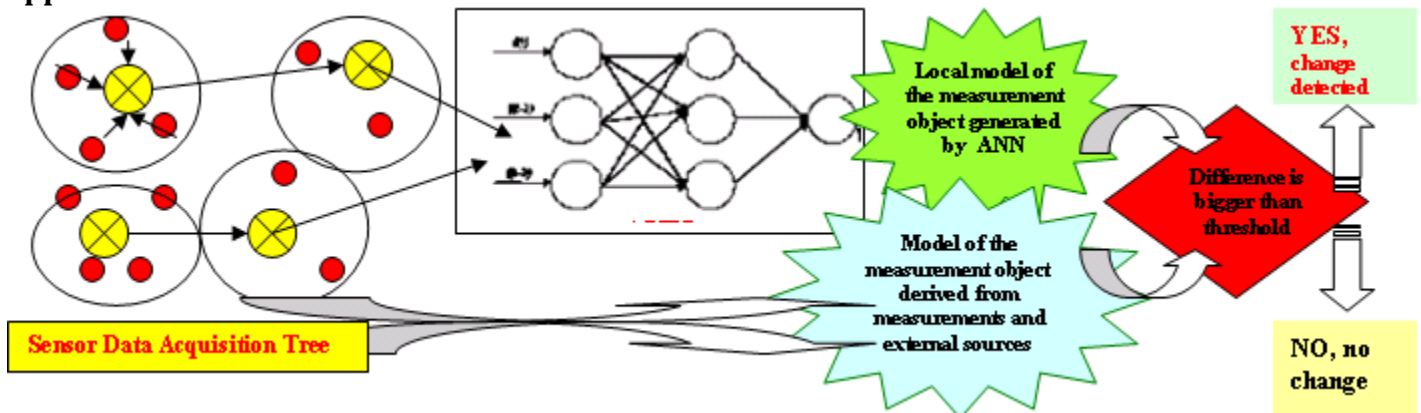 YES,
change
detected
Local model of
the measurement
object generated
by ANN
Difference is
bigger than
threshold
Model of the
measurement object
derived from
measurements and
external sources
Sensor Data Acquisition Tree
NO, no
change